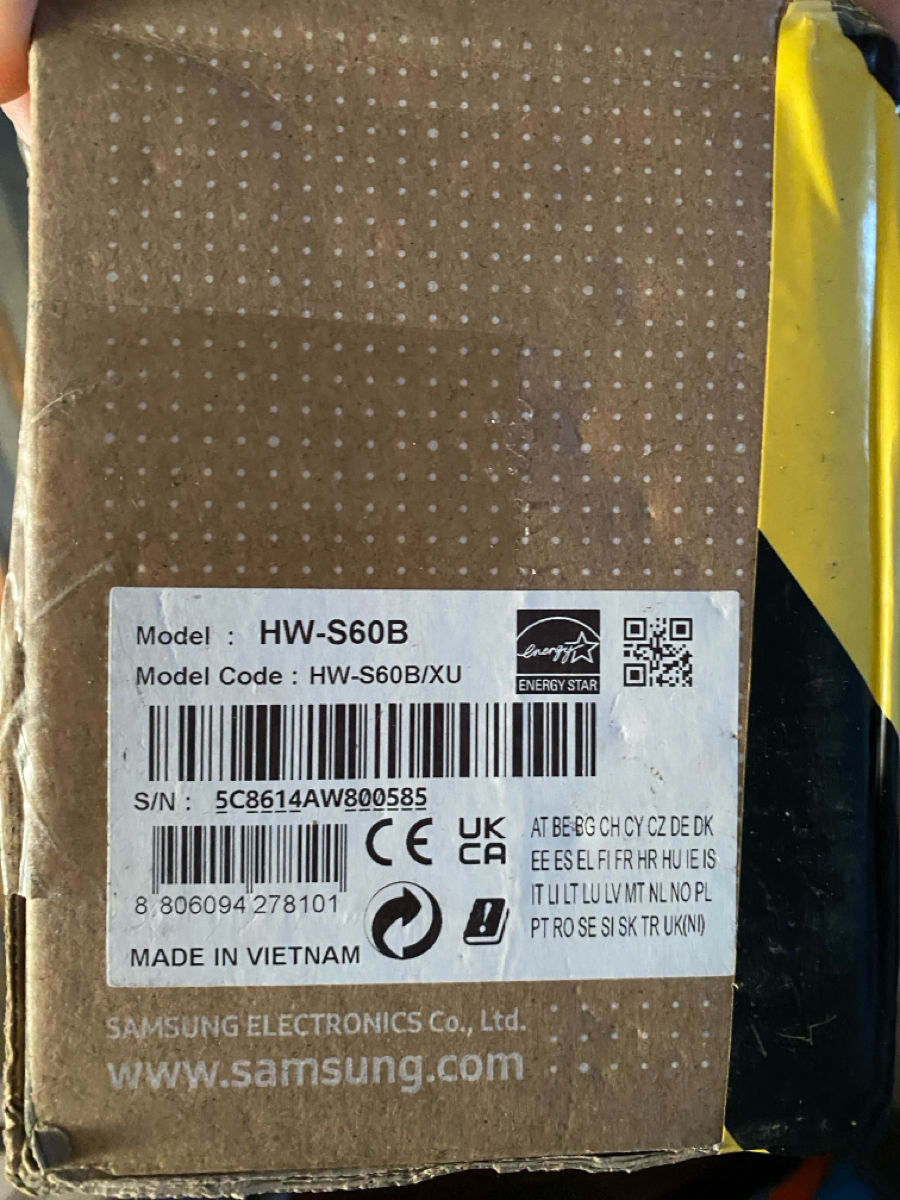 Model : HW-S60B
Model Code : HW-S60B/XU
energy
ENERGY STAR
S/N : 5C8614AW800585
CE
UK
CA
8 806094 278101
AT BE BG CH CY CZ DE DK
EE ES EL FI FR HR HU IE IS
IT LI LT LU LV MT NL NO PL
PT RO SE SI SK TR UK(NI)
MADE IN VIETNAM
SAMSUNG ELECTRONICS Co., Ltd.
www.samsung.com